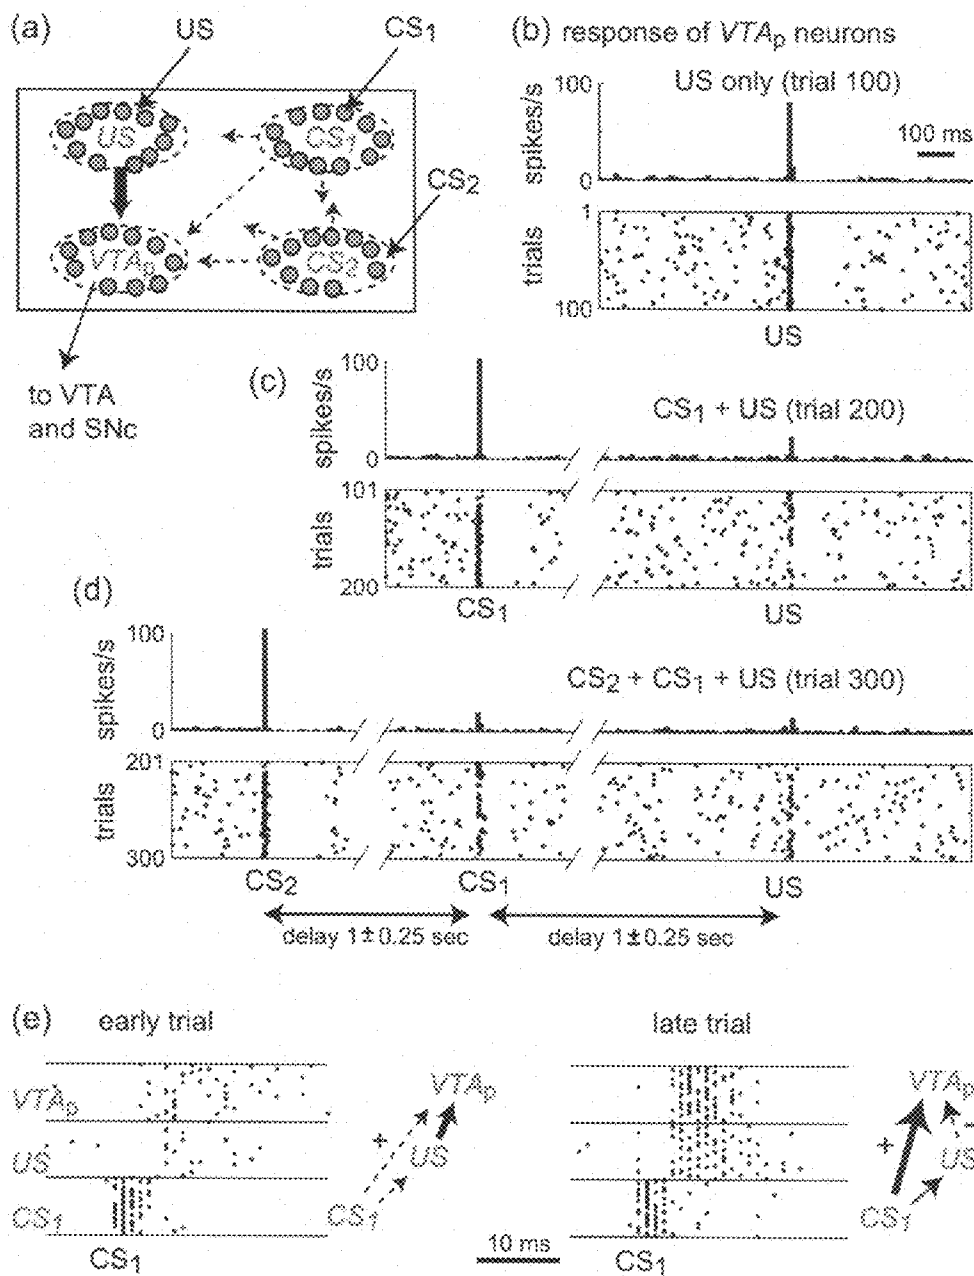 (a)
US
CS1
US
CS1
CS2
VTAp
CS2
to VTA
and SNc
(b) response of VTAp neurons
US only (trial 100)
100
spikes/s
0
100 ms
1
trials
100
US
(c)
100
spikes/s
0
CS1 + US (trial 200)
101
trials
200
CS1
US
(d)
100
spikes/s
0
CS2 + CS1 + US (trial 300)
201
trials
300
CS2
CS1
US
delay 1±0.25 sec
delay 1±0.25 sec
(e)
early trial
late trial
VTAp
US
CS1
CS1
VTAp
+
US
CS1
10 ms
CS1
VTAp
+
-
US
CS1